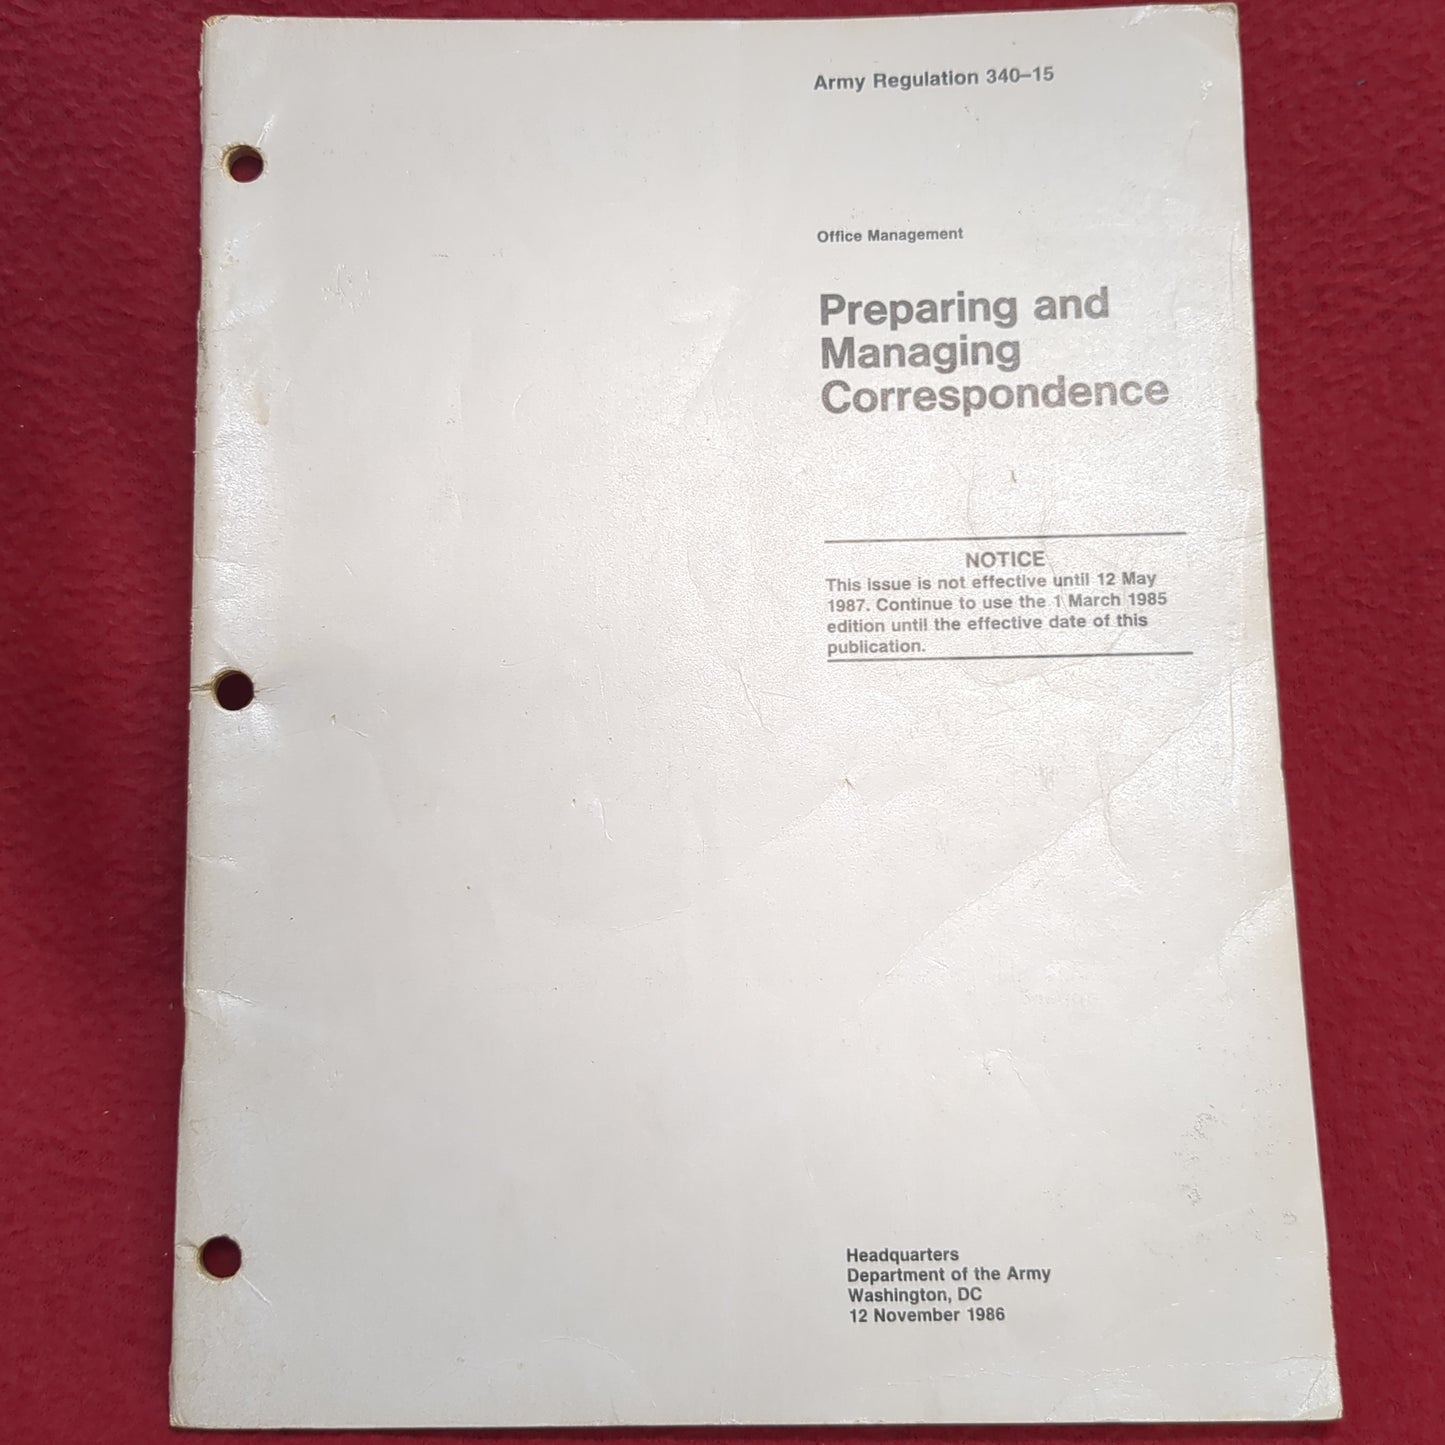 Army Regulation 340–15
Office Management
Preparing and
Managing
Correspondence
NOTICE
This issue is not effective until 12 May
1987. Continue to use the 1 March 1985
edition until the effective date of this
publication.
Headquarters
Department of the Army
Washington, DC
12 November 1986